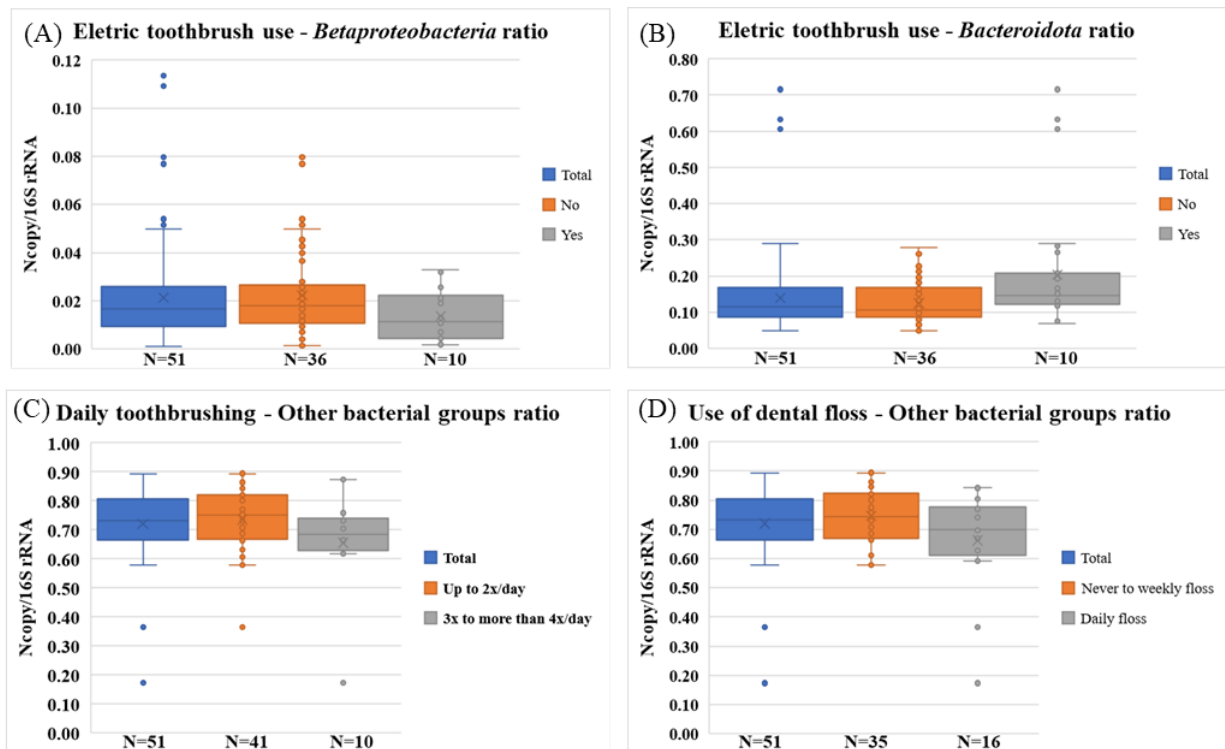 (A) Eletric toothbrush use - Betaproteobacteria ratio
Ncopy/16S rRNA
0.12
0.10
0.08
0.06
0.04
0.02
0.00
N=51 N=36 N=10
Total
No
Yes
(B) Eletric toothbrush use - Bacteroidota ratio
Ncopy/16S rRNA
0.80
0.70
0.60
0.50
0.40
0.30
0.20
0.10
0.00
N=51 N=36 N=10
Total
No
Yes
(C) Daily toothbrushing - Other bacterial groups ratio
Ncopy/16S rRNA
1.00
0.90
0.80
0.70
0.60
0.50
0.40
0.30
0.20
0.10
0.00
N=51 N=41 N=10
Total
Up to 2x/day
3x to more than 4x/day
(D) Use of dental floss - Other bacterial groups ratio
Ncopy/16S rRNA
1.00
0.90
0.80
0.70
0.60
0.50
0.40
0.30
0.20
0.10
0.00
N=51 N=35 N=16
Total
Never to weekly floss
Daily floss